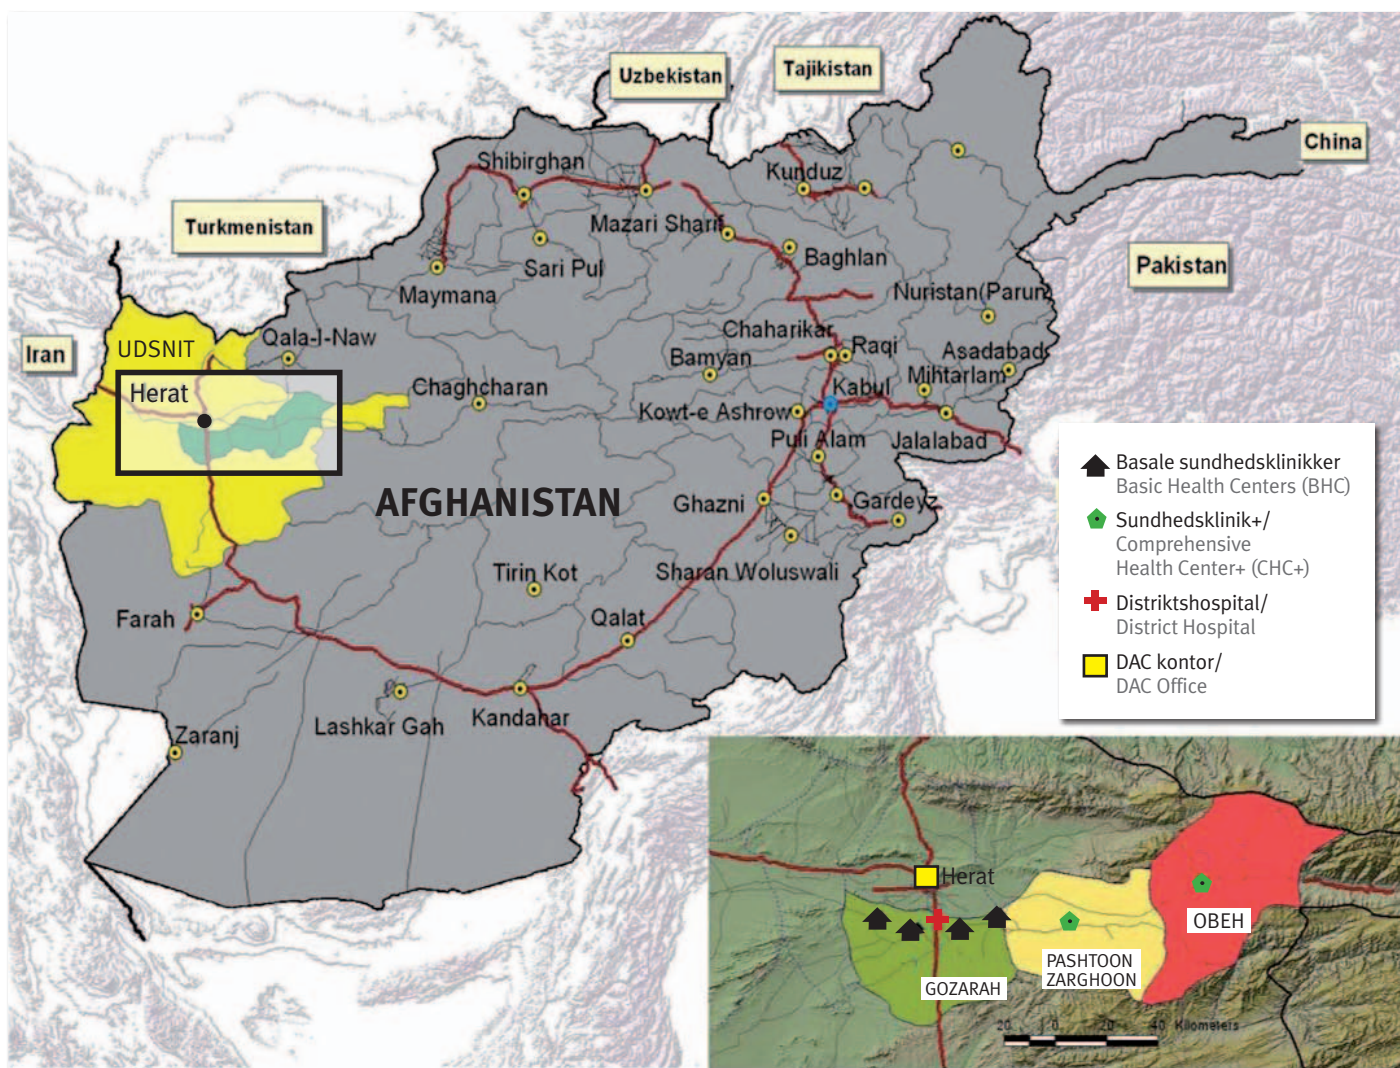 Uzbekistan
Tajikistan
China
Shibirghan
Kunduz
Turkmenistan
Mazari Sharif
Sari Pul
Baghlan
Pakistan
Maymana
Nuristan(Parun
Iran
UDSNIT
Qala-I-Naw
Chaharikar
Raqi
Asadabad
Bamyan
Mihtarlam
Herat
Chaghcharan
Kabul
Kowt-e Ashrow
Puli Alam
Jalalabad
AFGHANISTAN
Ghazni
Gardeyz
Tirin Kot
Sharan Woluswali
Farah
Qalat
Zaranj
Lashkar Gah
Kandahar
Basale sundhedsklinikker
Basic Health Centers (BHC)
Sundhedsklinik+/
Comprehensive
Health Center+ (CHC+)
Distriktshospital/
District Hospital
DAC kontor/
DAC Office
Herat
OBEH
PASHTOON
ZARGHOON
GOZARAH
20 0 20 40 Kilometers